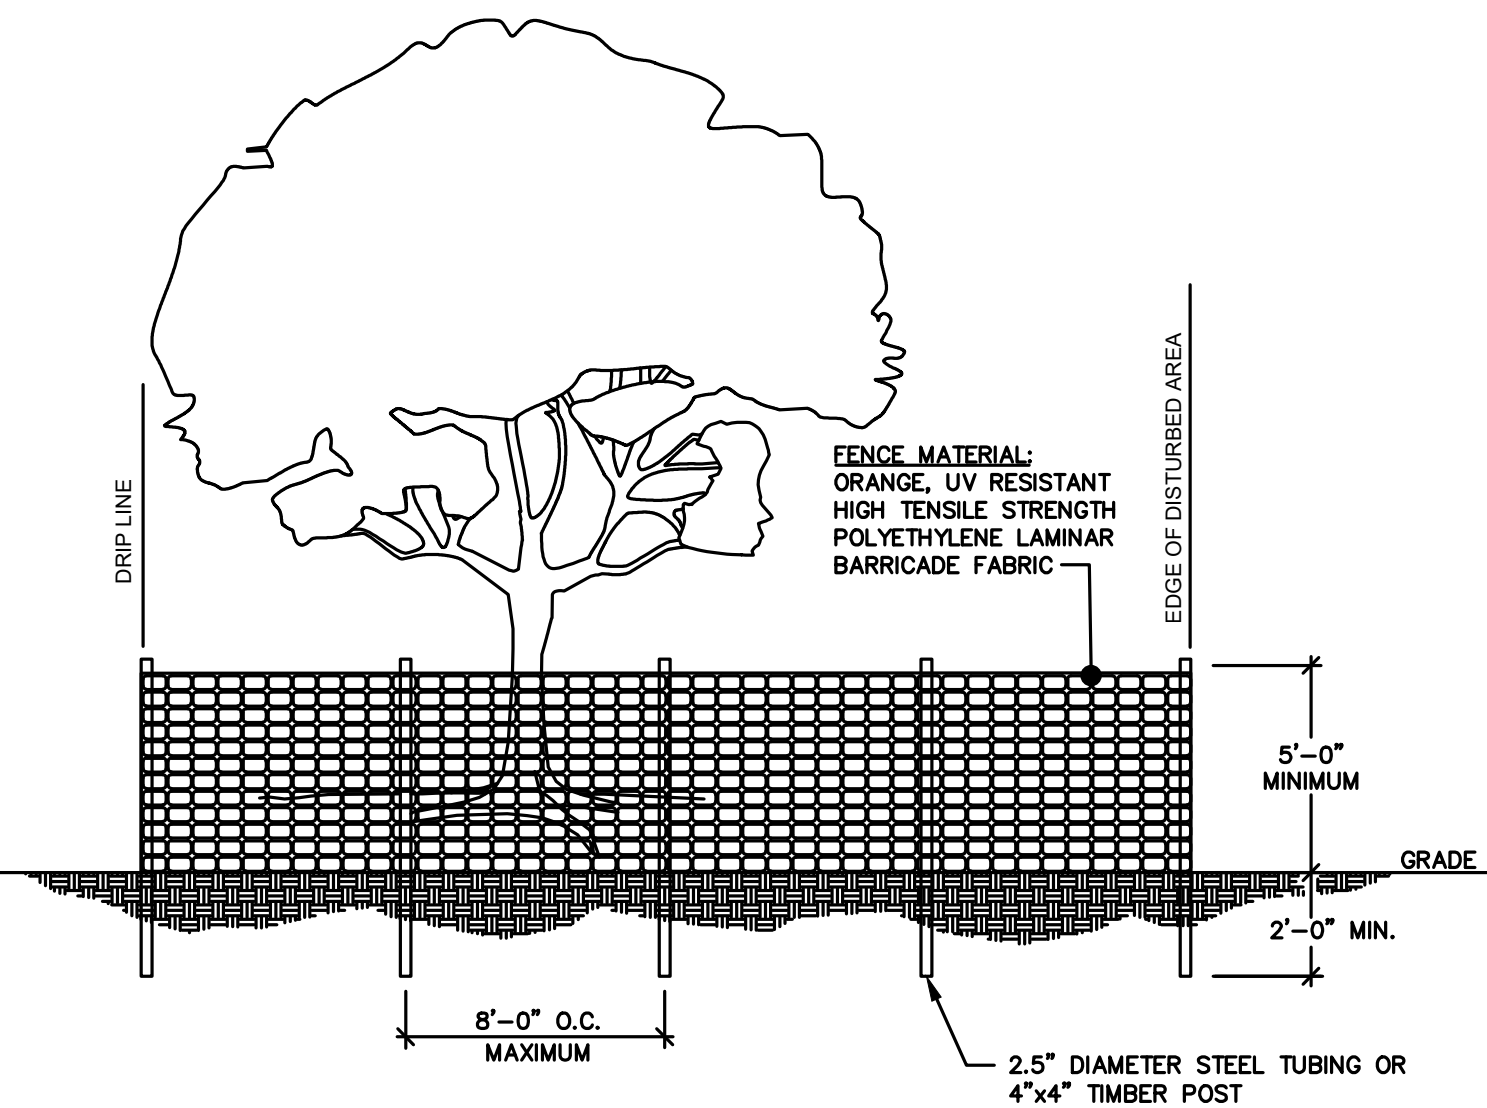 DRIP LINE
EDGE OF DISTURBED AREA
FENCE MATERIAL:
ORANGE, UV RESISTANT
HIGH TENSILE STRENGTH
POLYETHYLENE LAMINAR
BARRICADE FABRIC
5'-0"
MINIMUM
GRADE
2'-0" MIN.
8'-0" O.C.
MAXIMUM
2.5" DIAMETER STEEL TUBING OR
4"x4" TIMBER POST